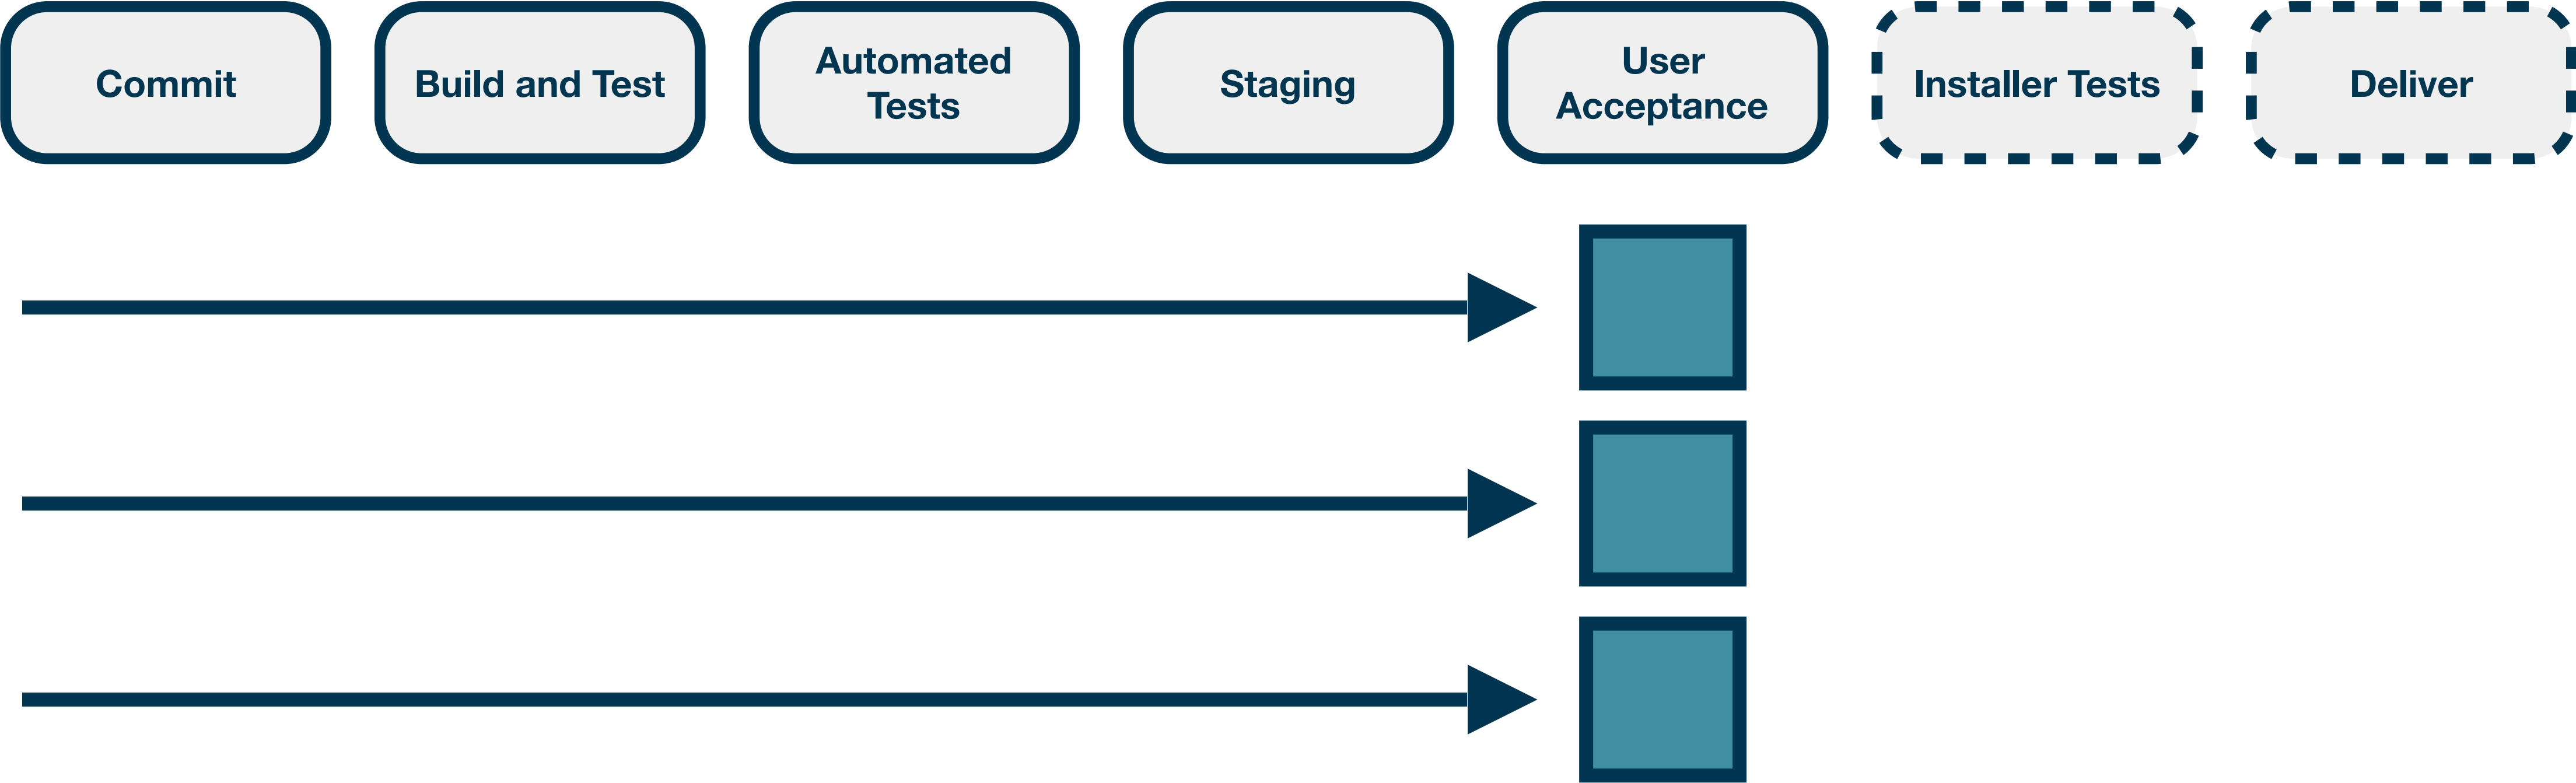 Commit
Build and Test
Automated
Tests
Staging
User
Acceptance
Installer Tests
Deliver